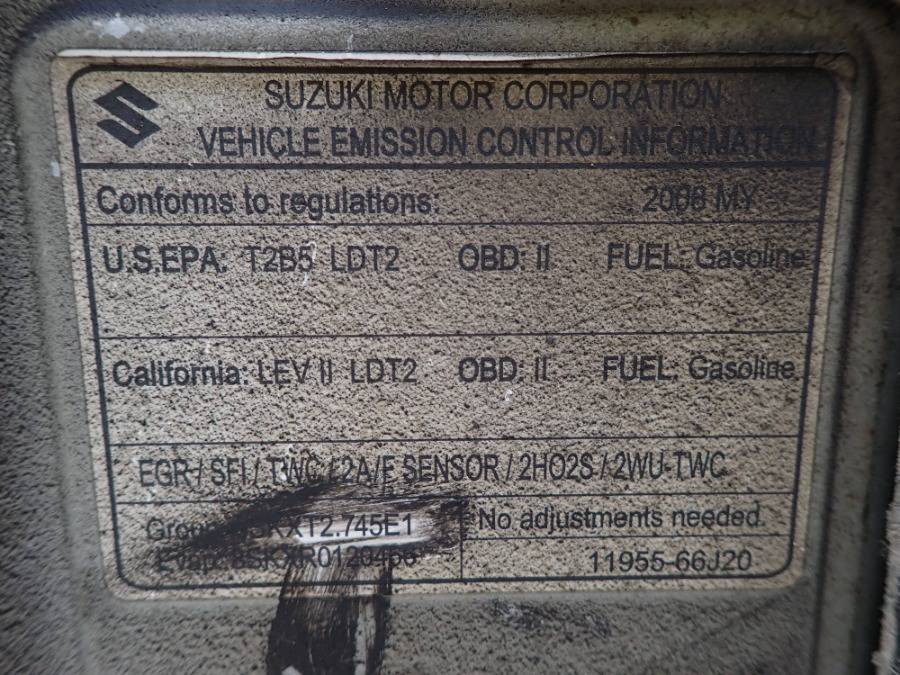 SUZUKI MOTOR CORPORATION
VEHICLE EMISSION CONTROL INFORMATION
Conforms to regulations: 2008 MY
U.S.EPA: T2B5 LDT2 OBD: II FUEL: Gasoline
California: LEV II LDT2 OBD: II FUEL: Gasoline
EGR / SFI / TWC / 2A/F SENSOR / 2HO2S / 2WU-TWC
No adjustments needed.
11955-66J20